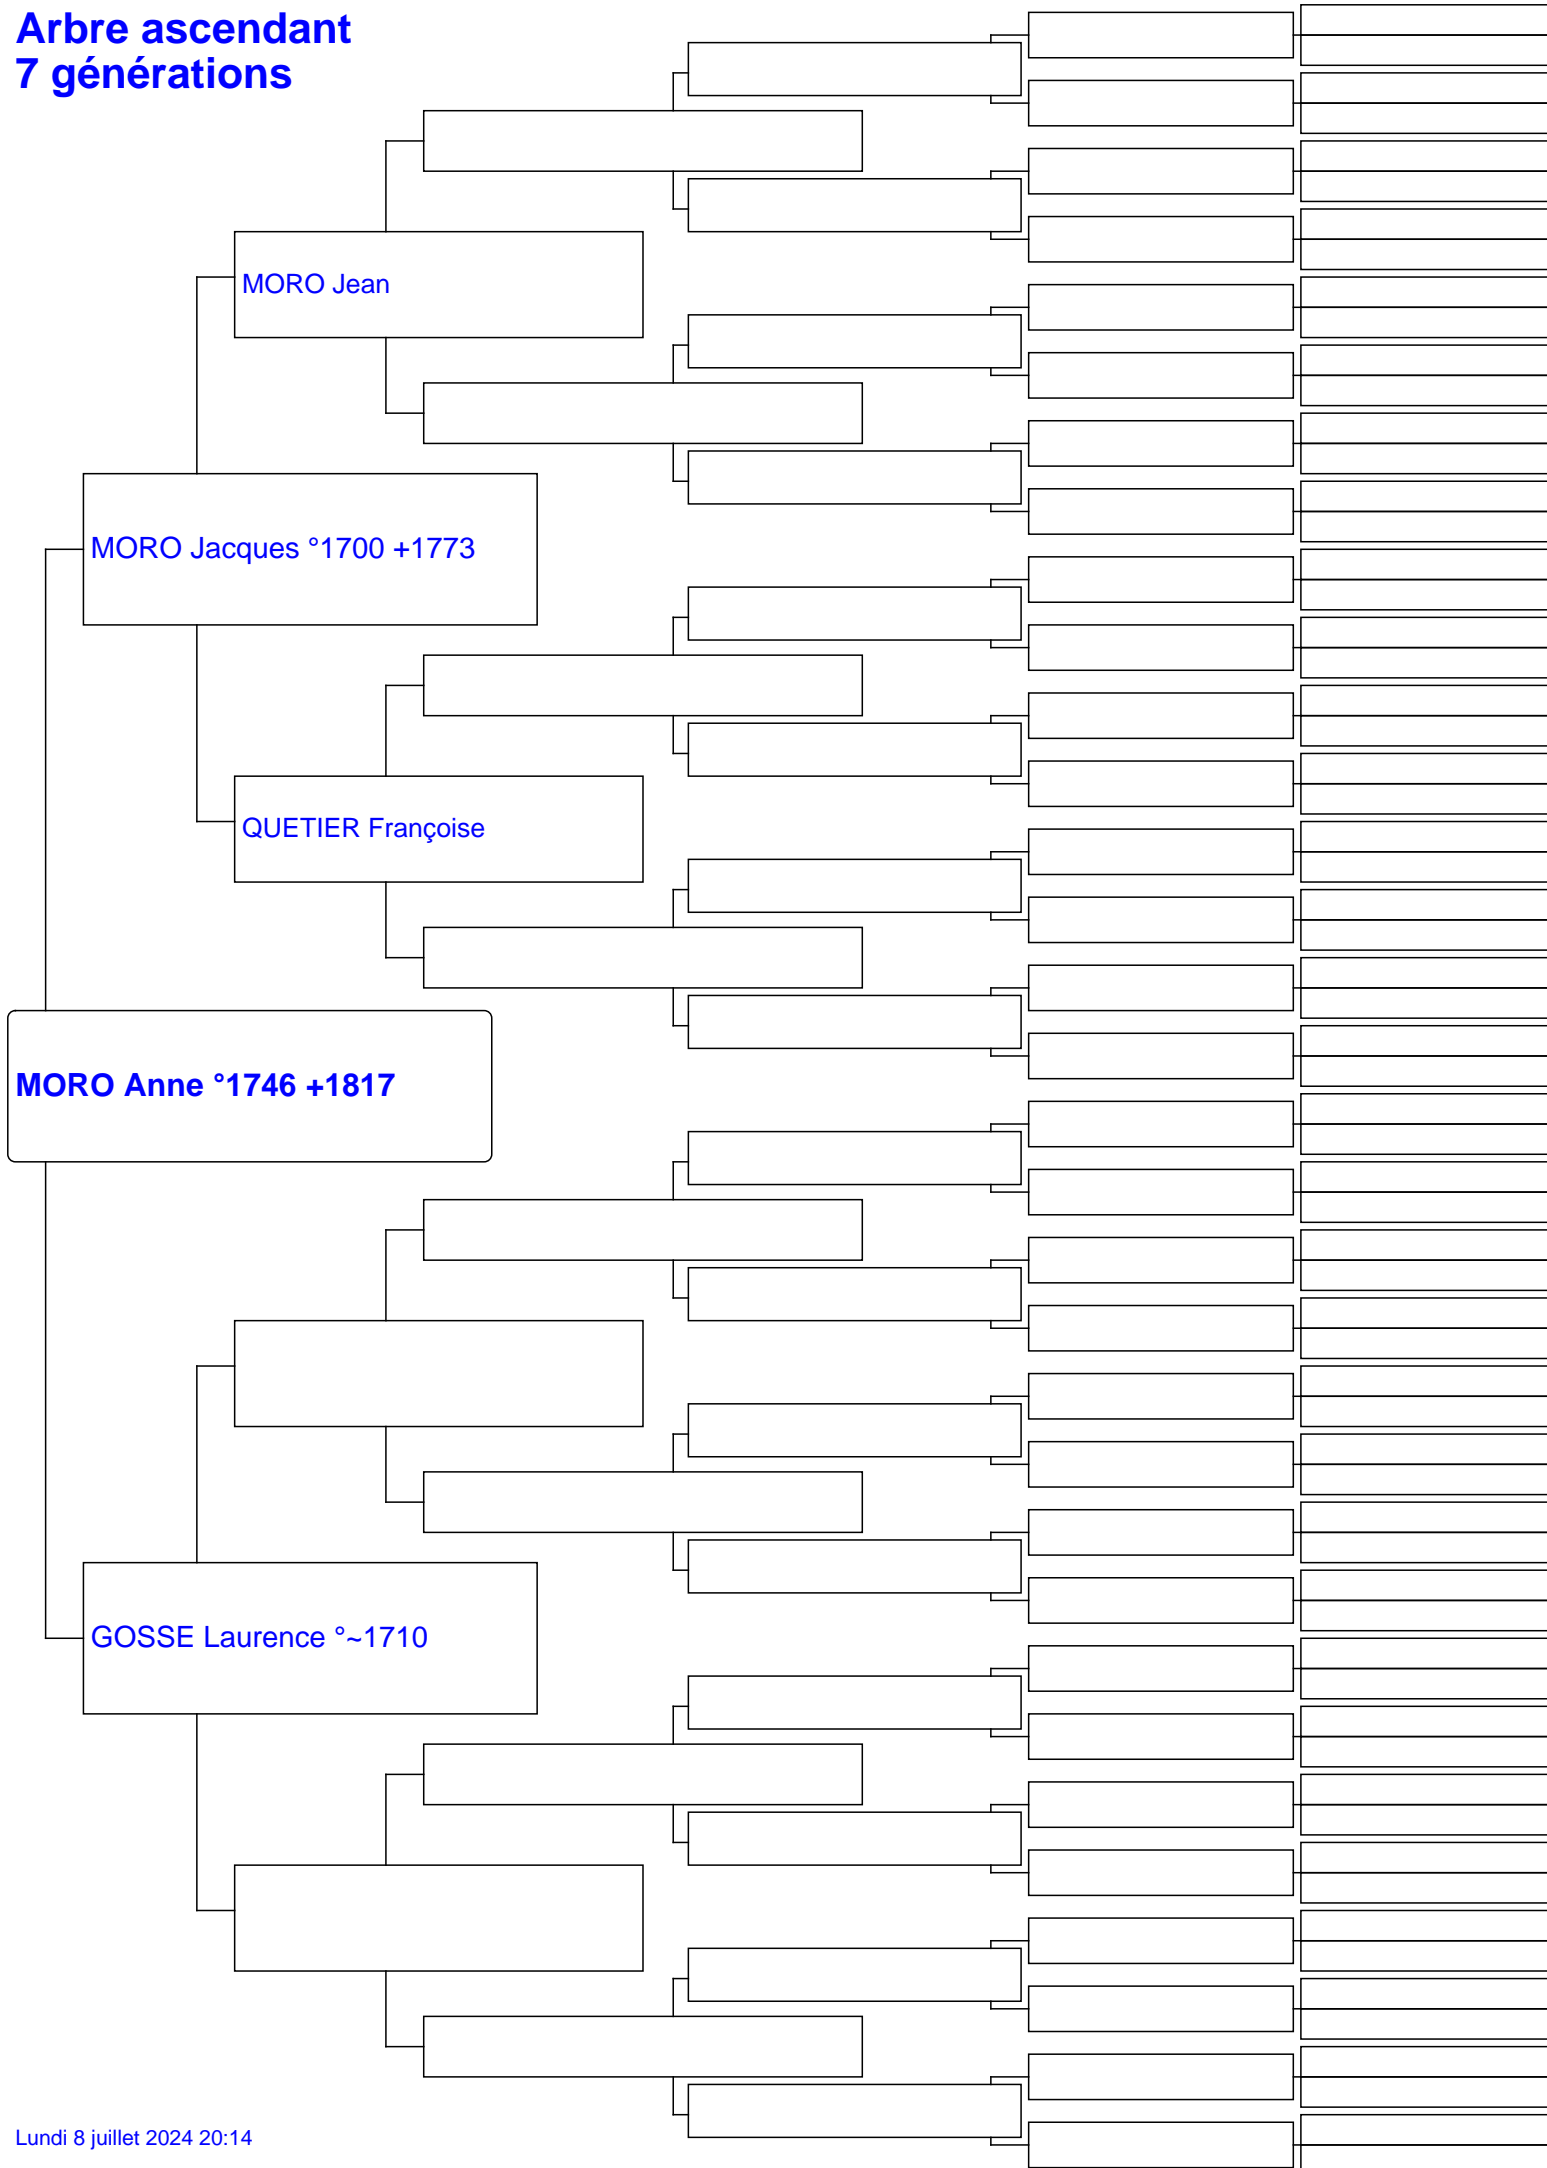 Arbre ascendant
7 générations
MORO Jean
MORO Jacques °1700 +1773
QUETIER Françoise
MORO Anne °1746 +1817
GOSSE Laurence °~1710
Lundi 8 juillet 2024 20:14